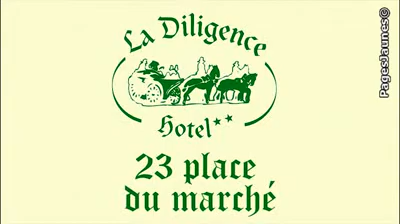 La Diligence
Hotel**
23 place
du marché
PagesJaunes©